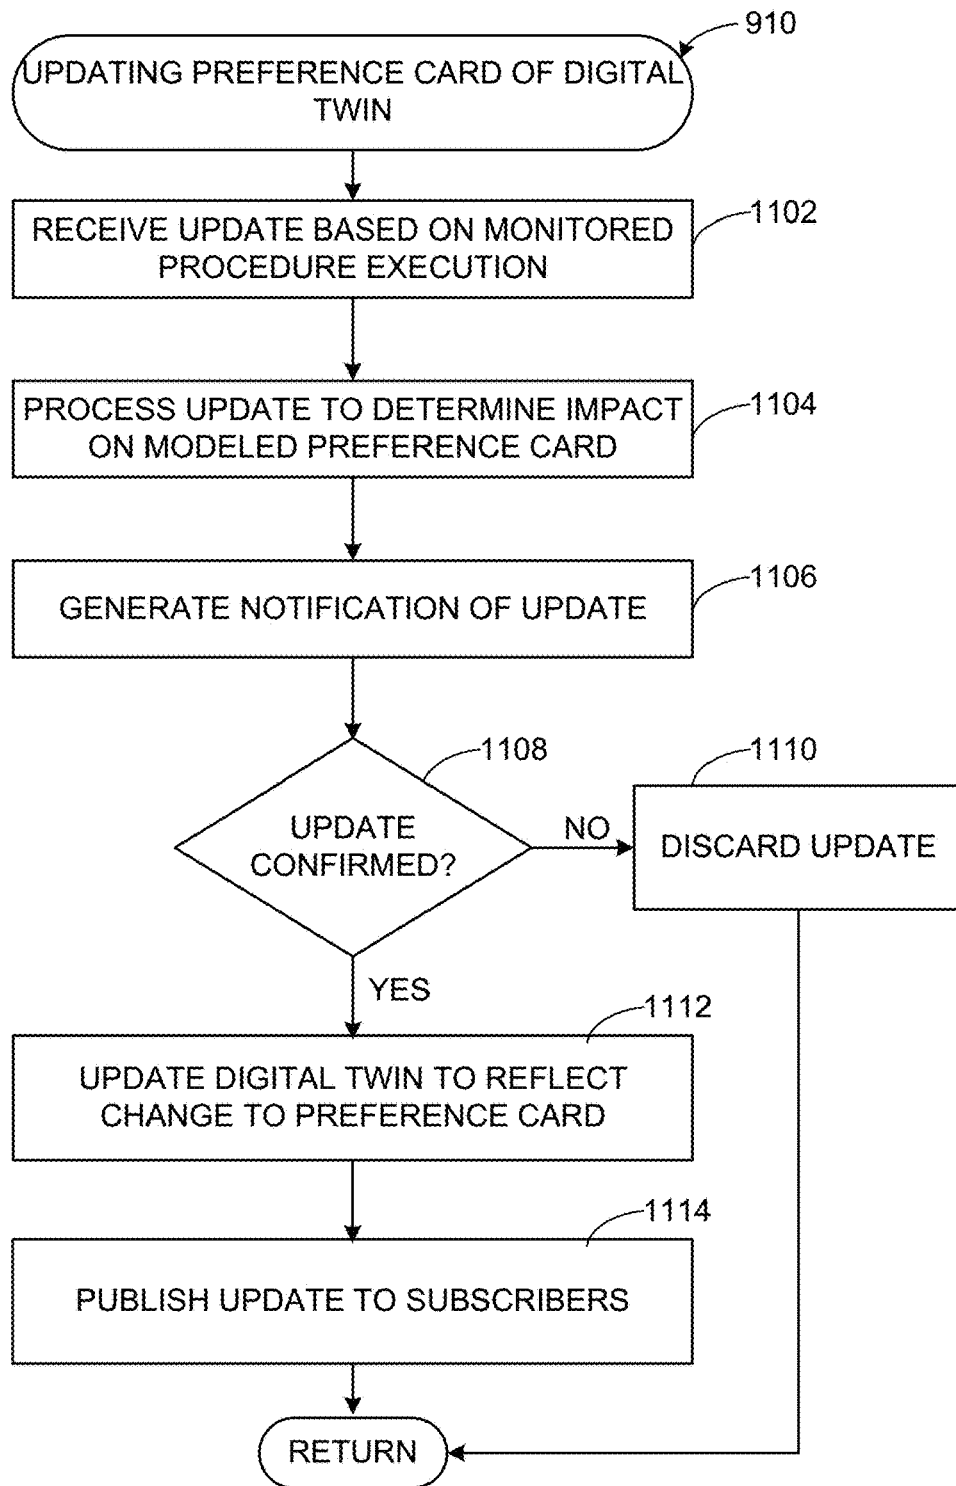 910
UPDATING PREFERENCE CARD OF DIGITAL
TWIN
1102
RECEIVE UPDATE BASED ON MONITORED
PROCEDURE EXECUTION
1104
PROCESS UPDATE TO DETERMINE IMPACT
ON MODELED PREFERENCE CARD
1106
GENERATE NOTIFICATION OF UPDATE
1108
UPDATE
CONFIRMED?
NO
1110
DISCARD UPDATE
YES
1112
UPDATE DIGITAL TWIN TO REFLECT
CHANGE TO PREFERENCE CARD
1114
PUBLISH UPDATE TO SUBSCRIBERS
RETURN